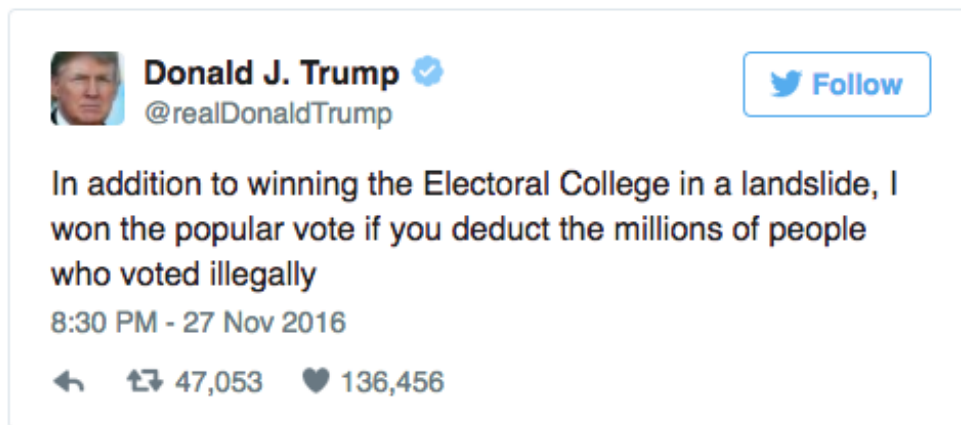 Donald J. Trump
@realDonaldTrump
Follow
In addition to winning the Electoral College in a landslide, I
won the popular vote if you deduct the millions of people
who voted illegally
8:30 PM - 27 Nov 2016
47,053 136,456